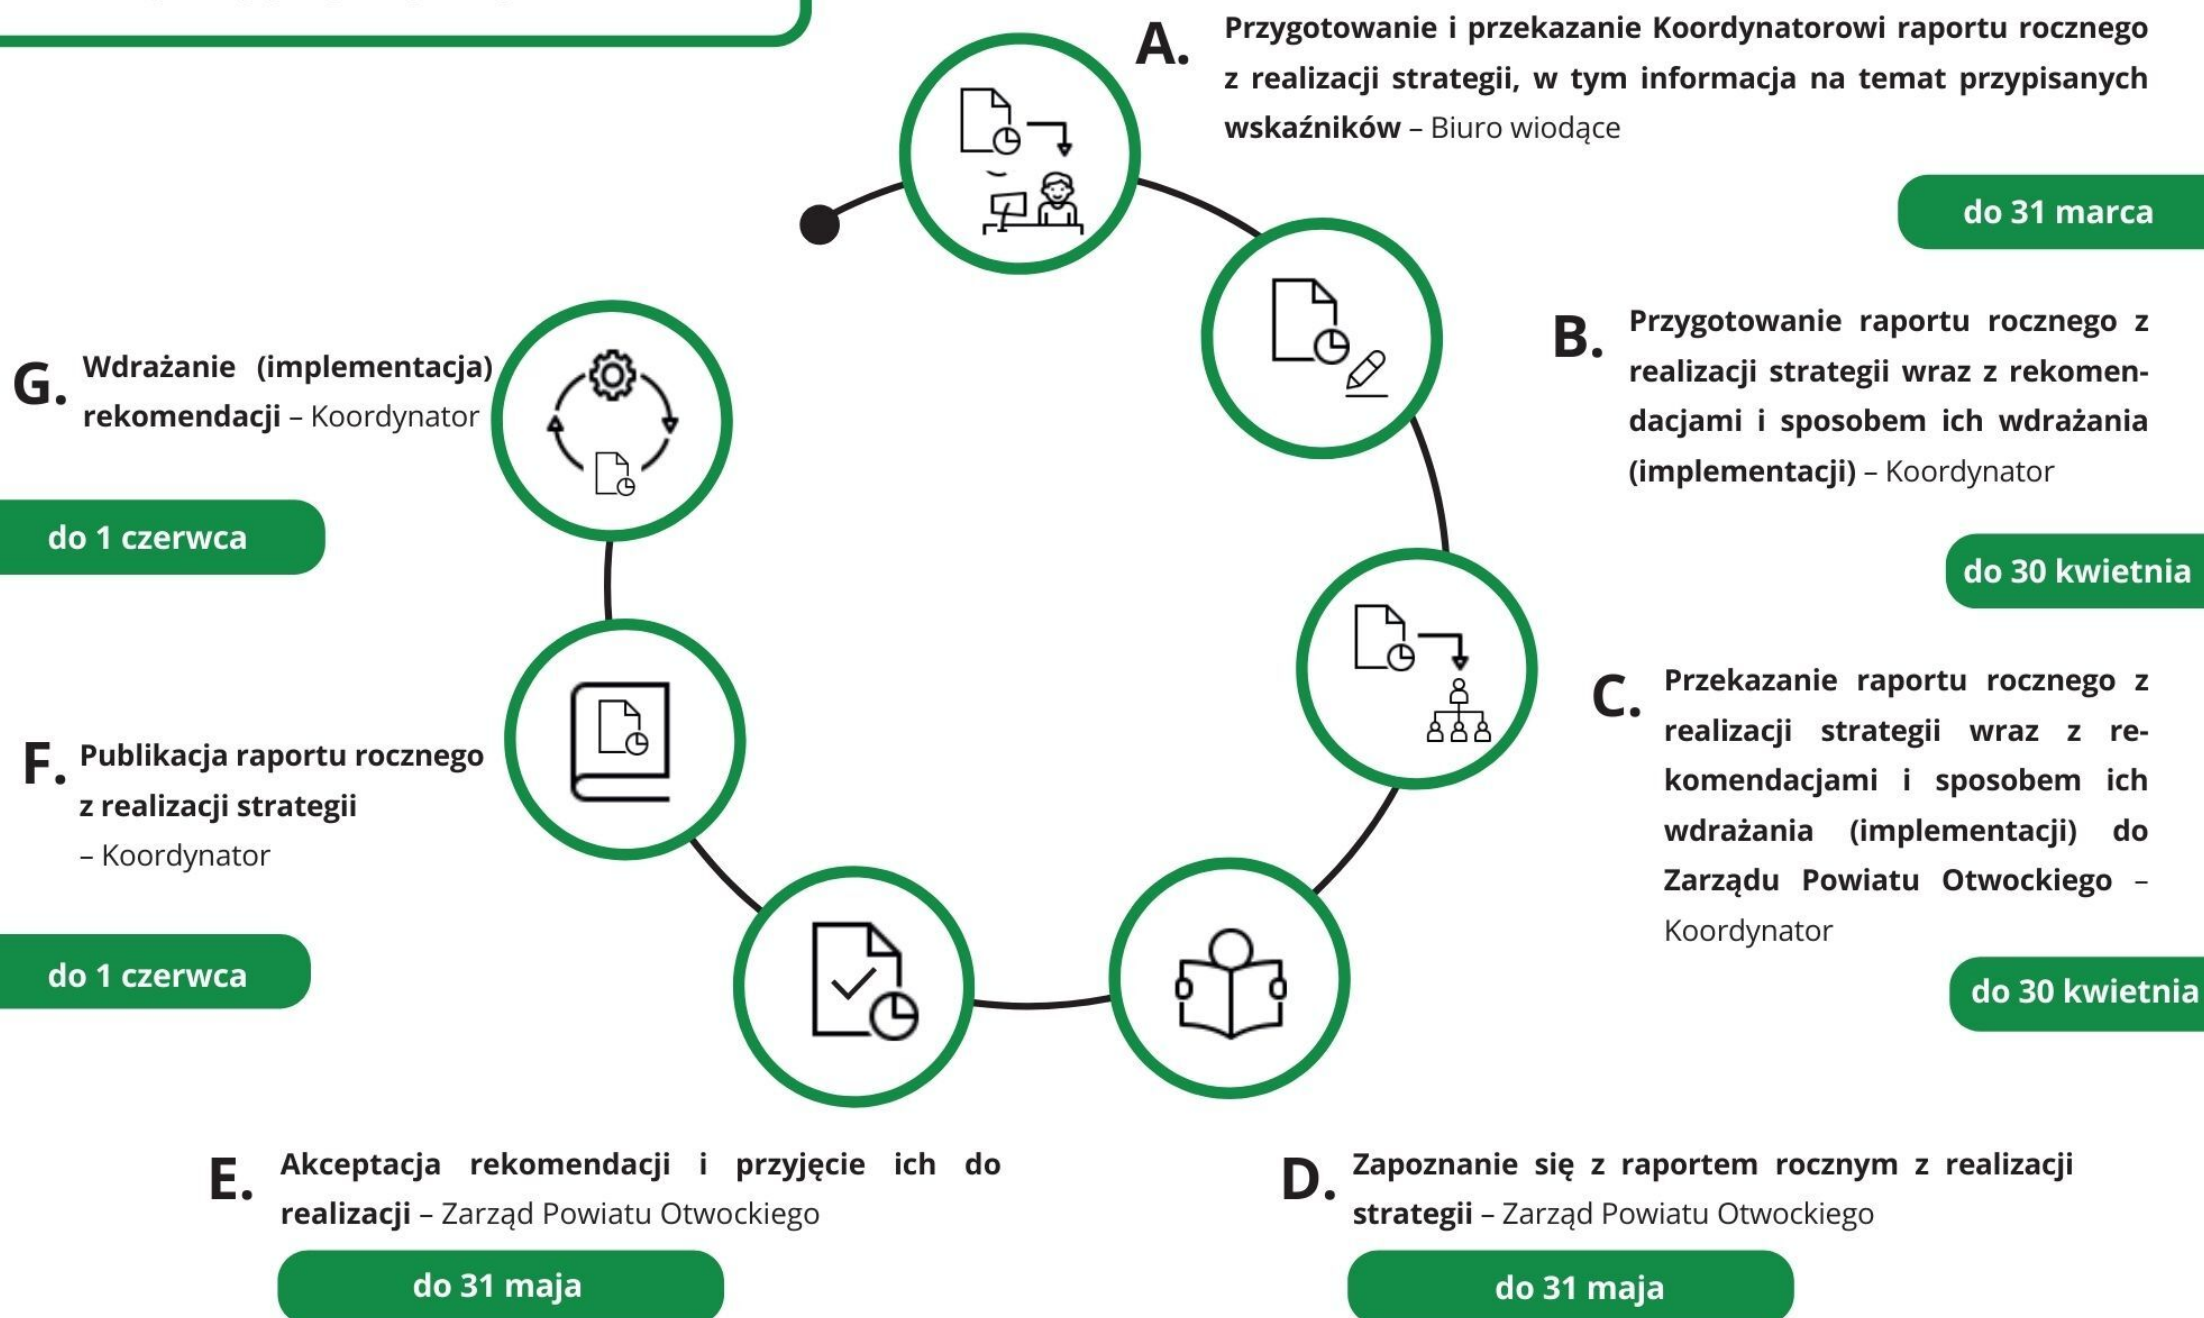 A.
Przygotowanie i przekazanie Koordynatorowi raportu rocznego
z realizacji strategii, w tym informacja na temat przypisanych
wskaźników – Biuro wiodące
do 31 marca
B.
Przygotowanie raportu rocznego z
realizacji strategii wraz z rekomen-
dacjami i sposobem ich wdrażania
(implementacji) – Koordynator
do 30 kwietnia
C.
Przekazanie raportu rocznego z
realizacji strategii wraz z re-
komendacjami i sposobem ich
wdrażania (implementacji) do
Zarządu Powiatu Otwockiego –
Koordynator
do 30 kwietnia
D.
Zapoznanie się z raportem rocznym z realizacji
strategii – Zarząd Powiatu Otwockiego
do 31 maja
E.
Akceptacja rekomendacji i przyjęcie ich do
realizacji – Zarząd Powiatu Otwockiego
do 31 maja
F.
Publikacja raportu rocznego
z realizacji strategii
– Koordynator
do 1 czerwca
G.
Wdrażanie (implementacja)
rekomendacji – Koordynator
do 1 czerwca